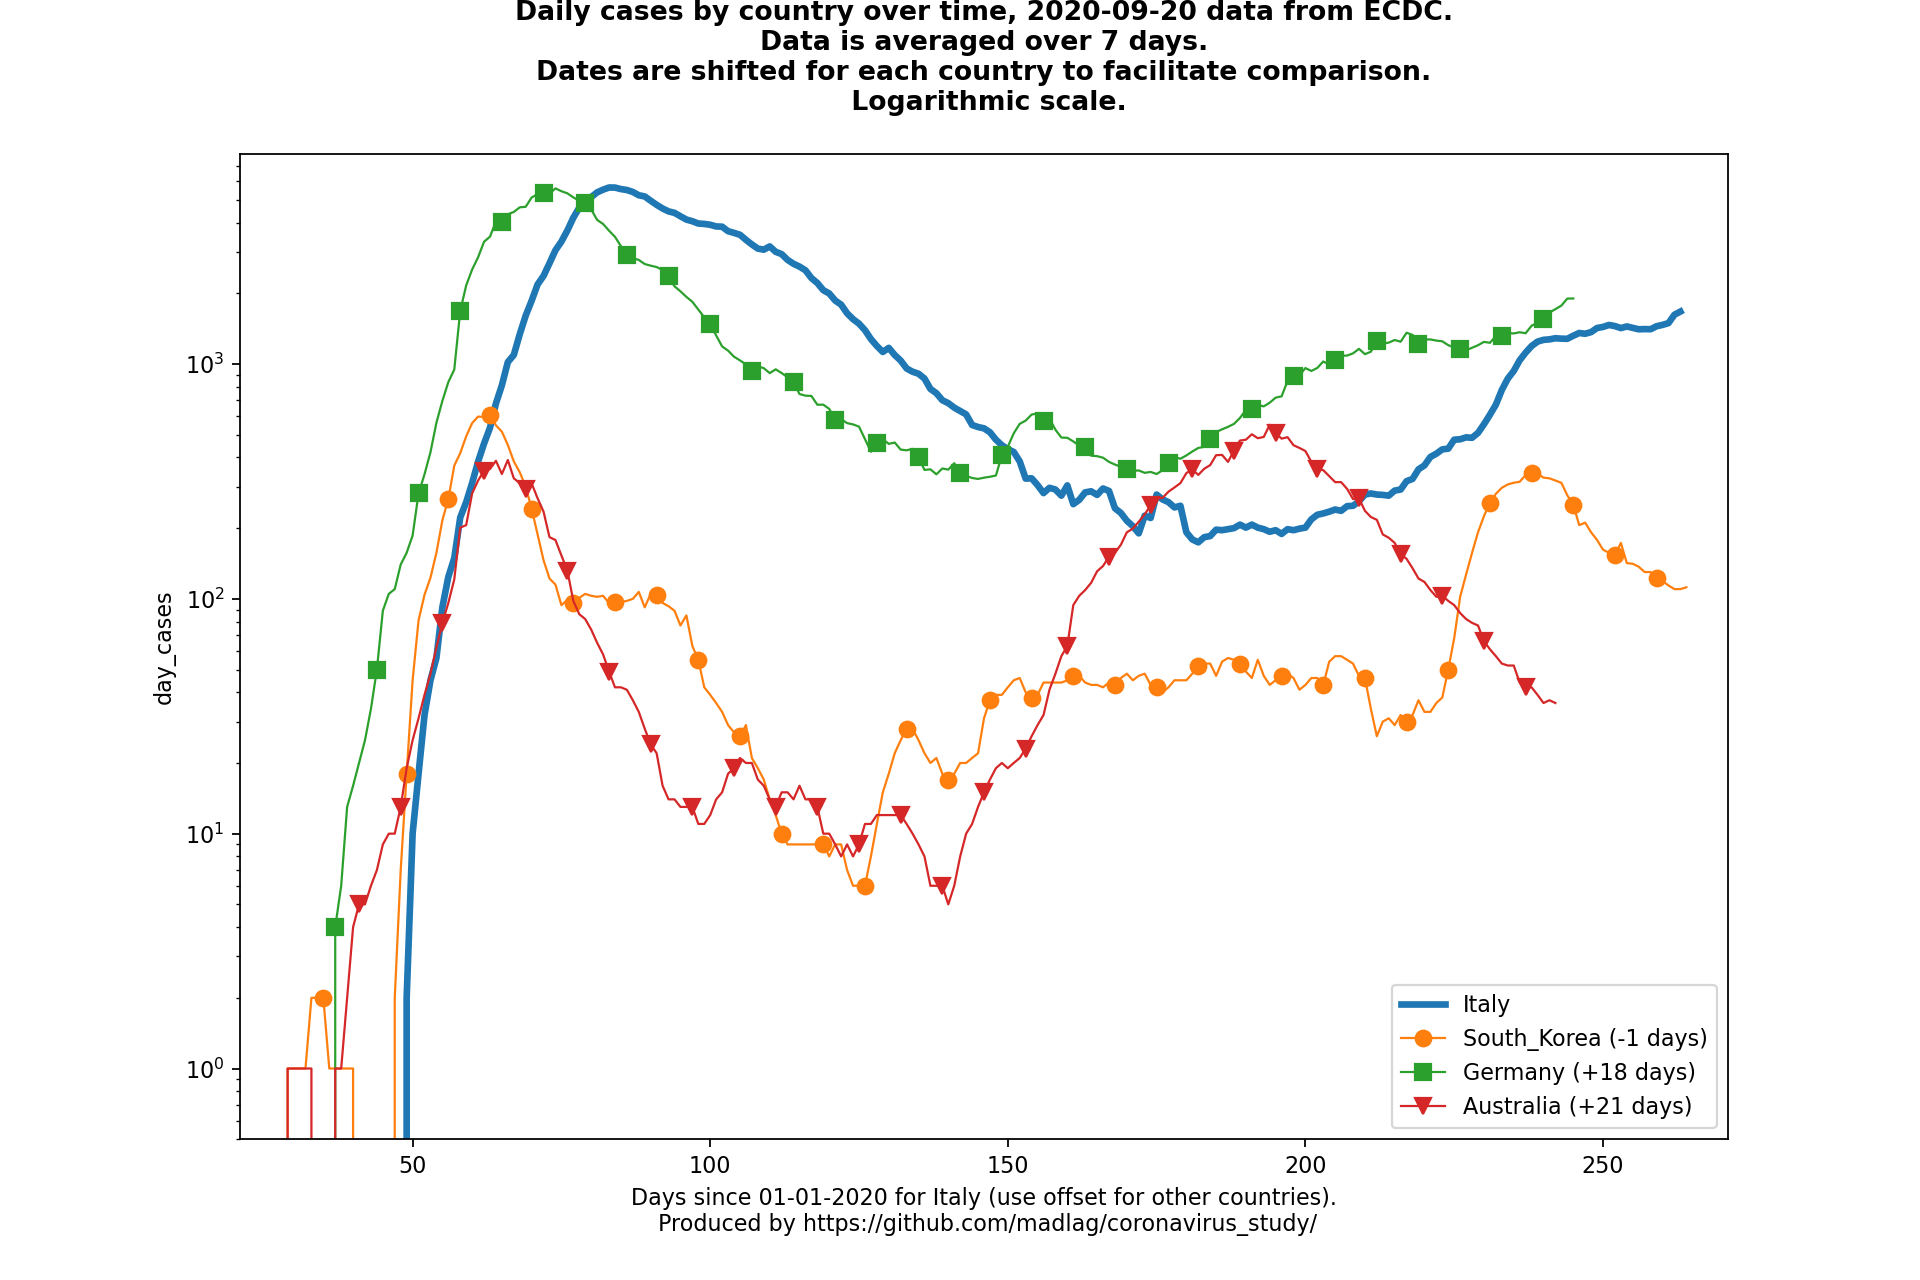 Daily cases by country over time, 2020-09-20 data from ECDC.
Data is averaged over 7 days.
Dates are shifted for each country to facilitate comparison.
Logarithmic scale.
day_cases
10³
10²
10¹
10⁰
50 100 150 200 250
Italy
South_Korea (-1 days)
Germany (+18 days)
Australia (+21 days)
Days since 01-01-2020 for Italy (use offset for other countries).
Produced by https://github.com/madlag/coronavirus_study/